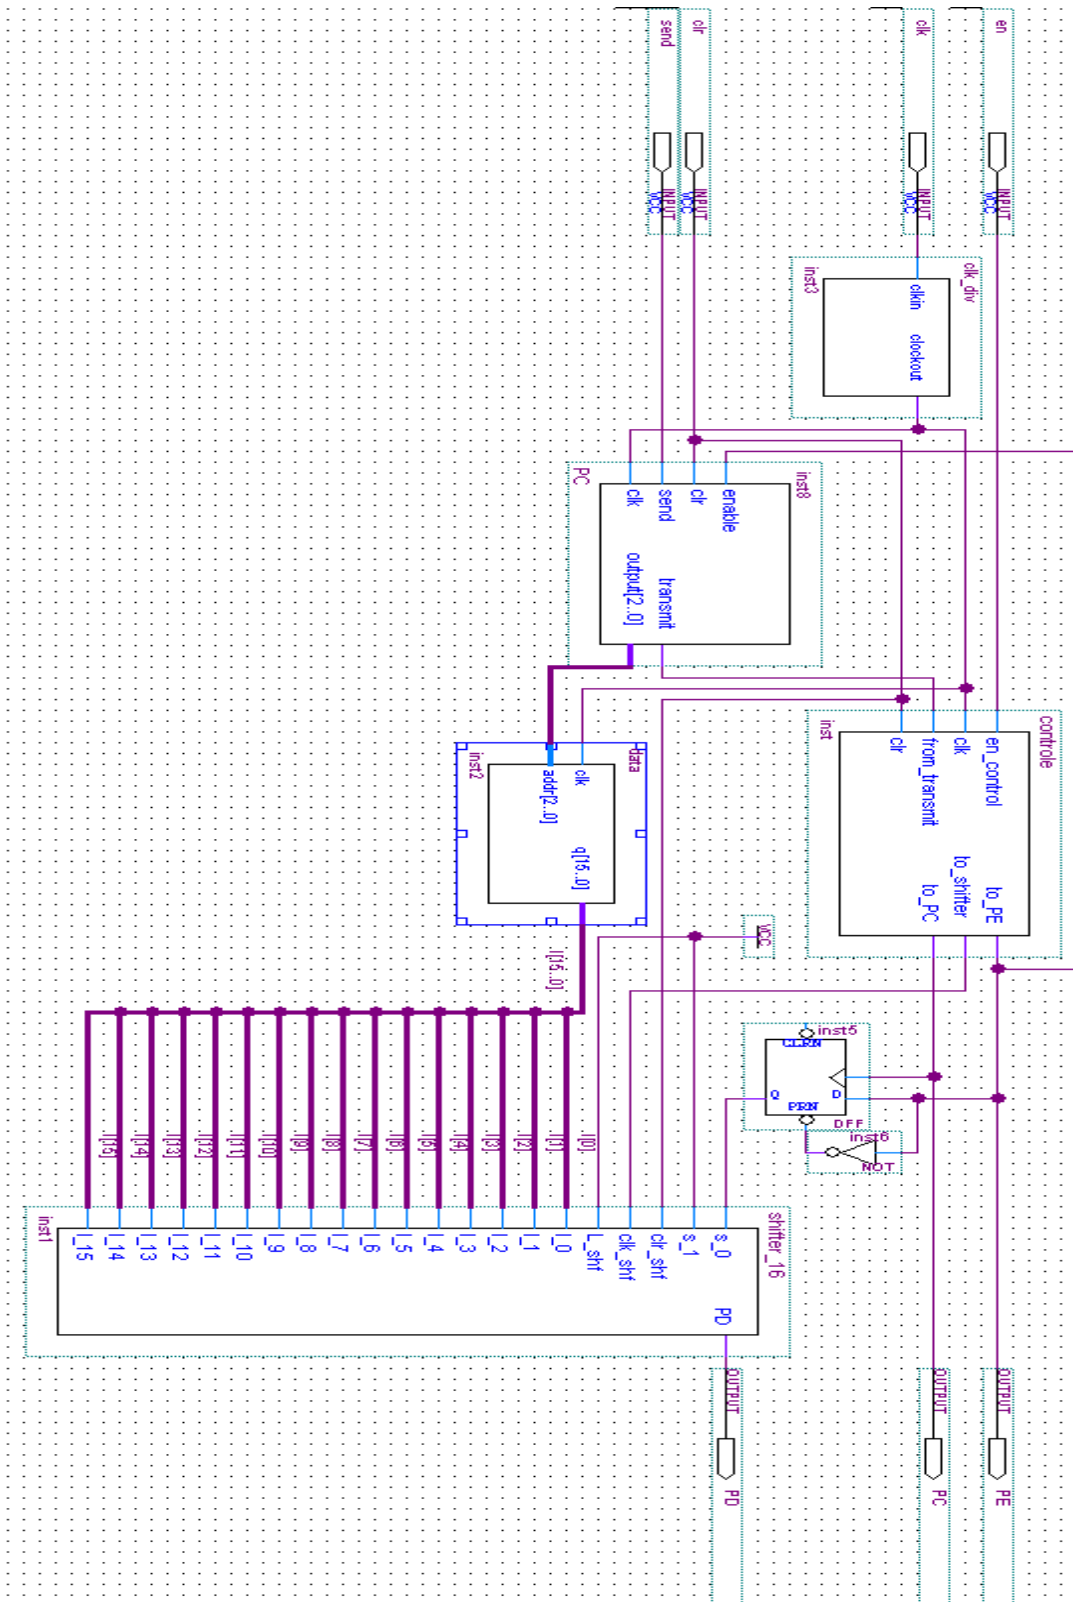 send
clr
clk
en
INPUT
VCC
INPUT
VCC
INPUT
VCC
INPUT
VCC
clk_div
clkin
clockout
inst3
PC
enable
clr
send
clk
transmit
output[2..0]
inst8
controle
en_control
clk
from_transmit
clr
to_PE
to_shifter
to_PC
inst
data
clk
addr[2..0]
q[15..0]
inst2
VCC
I[15..0]
inst5
CLRN
D
Q
PRN
DFF
inst6
NOT
I[0]
I[1]
I[2]
I[3]
I[4]
I[5]
I[6]
I[7]
I[8]
I[9]
I[10]
I[11]
I[12]
I[13]
I[14]
I[15]
shifter_16
s_0
s_1
clr_shf
clk_shf
L_shf
I_0
I_1
I_2
I_3
I_4
I_5
I_6
I_7
I_8
I_9
I_10
I_11
I_12
I_13
I_14
I_15
PD
inst1
OUTPUT
PD
OUTPUT
PC
OUTPUT
PE